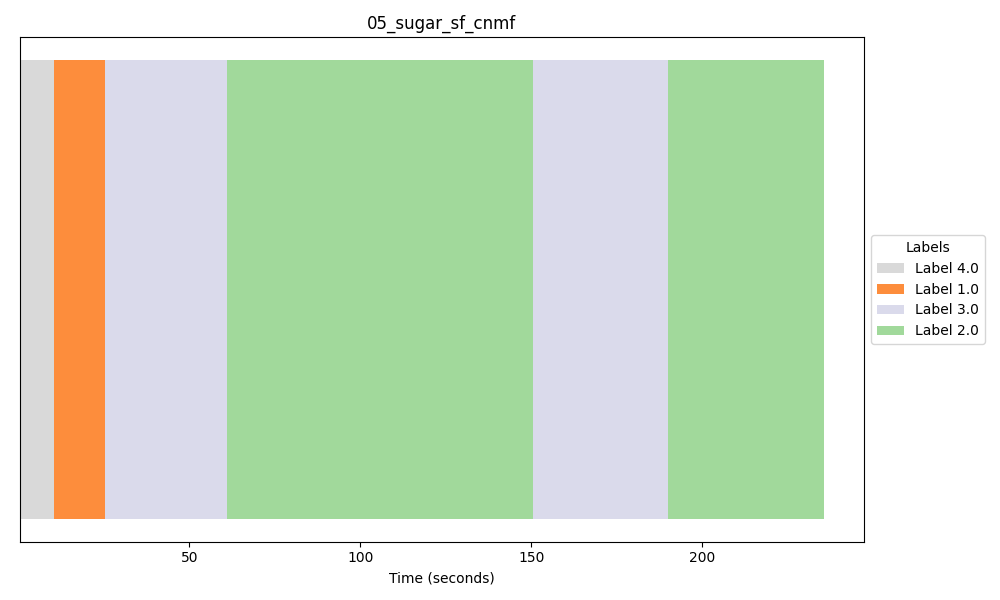 05_sugar_sf_cnmf
Labels
Label 4.0
Label 1.0
Label 3.0
Label 2.0
50
100
150
200
Time (seconds)